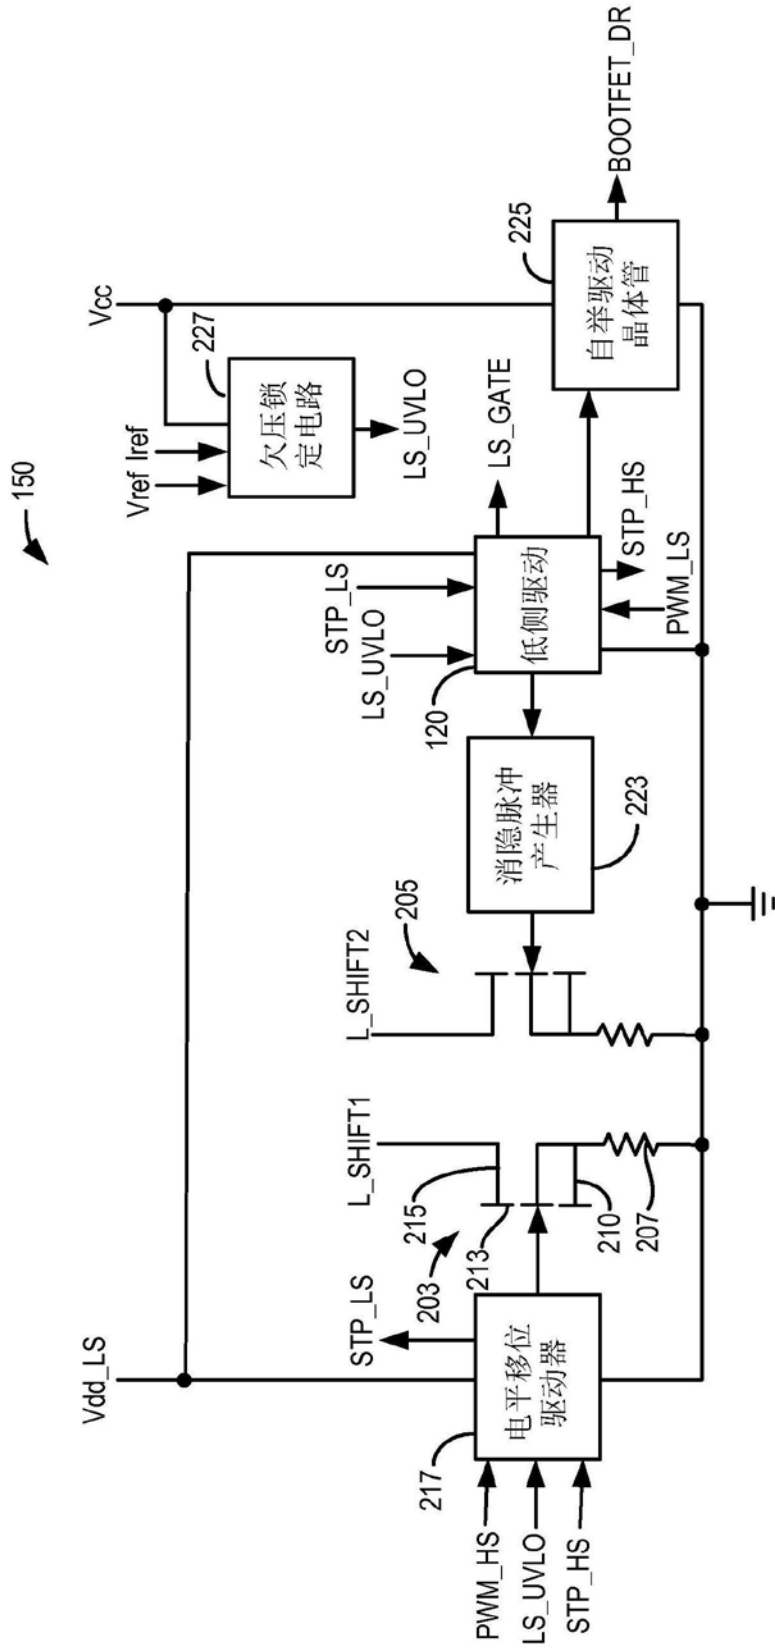 150
Vdd_LS
Vcc
Vref
Iref
227
欠压锁
定电路
LS_UVLO
225
自举驱动
晶体管
BOOTFET_DR
STP_LS
LS_UVLO
120
低侧驱动
LS_GATE
STP_HS
PWM_LS
消隐脉冲
产生器
223
L_SHIFT2
205
L_SHIFT1
215
213
203
210
207
STP_LS
217
电平移位
驱动器
PWM_HS
LS_UVLO
STP_HS